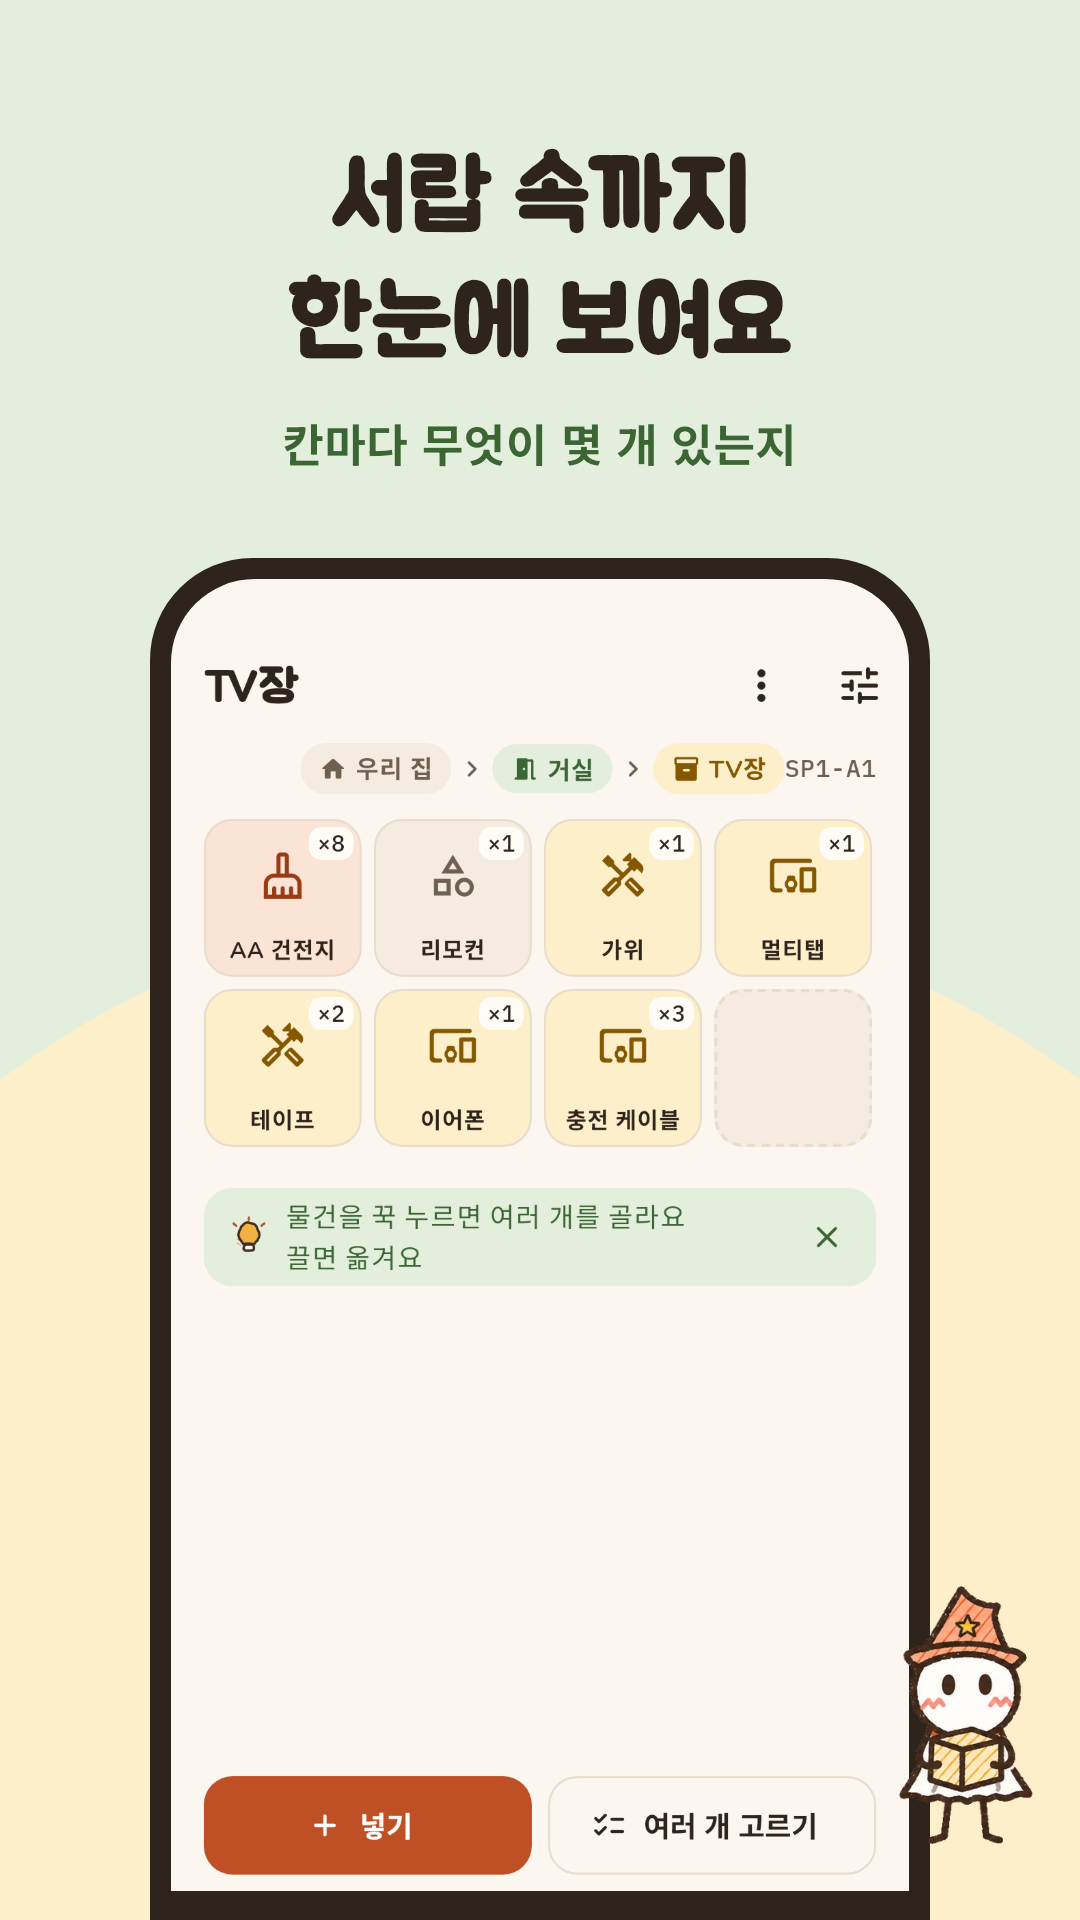 서랍 속까지
한눈에 보여요
칸마다 무엇이 몇 개 있는지
TV장
우리 집 > 거실 > TV장 SP1-A1
×8 ×1 ×1 ×1
AA 건전지 리모컨 가위 멀티탭
×2 ×1 ×3
테이프 이어폰 충전 케이블
물건을 꾹 누르면 여러 개를 골라요
끌면 옮겨요
+ 넣기 여러 개 고르기